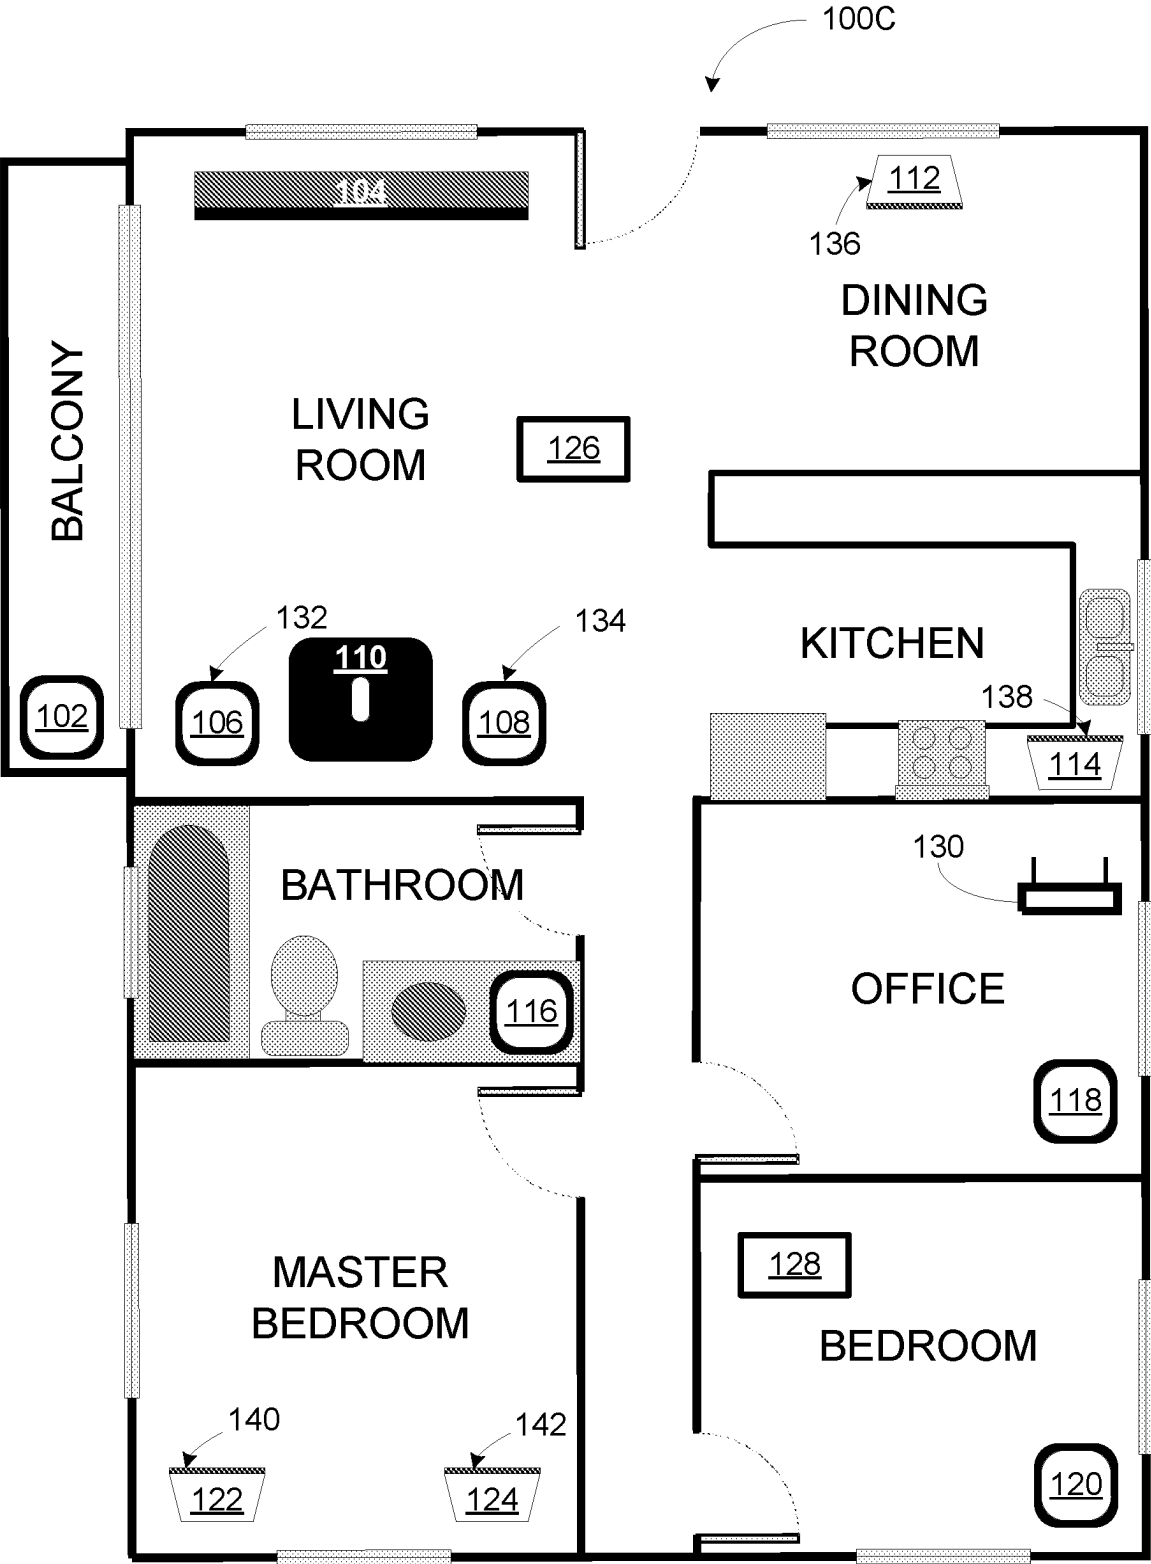 100C
104
112
136
DINING
ROOM
BALCONY
LIVING
ROOM
126
132
134
110
KITCHEN
138
102
106
108
114
130
BATHROOM
OFFICE
116
118
128
MASTER
BEDROOM
BEDROOM
140
142
122
124
120